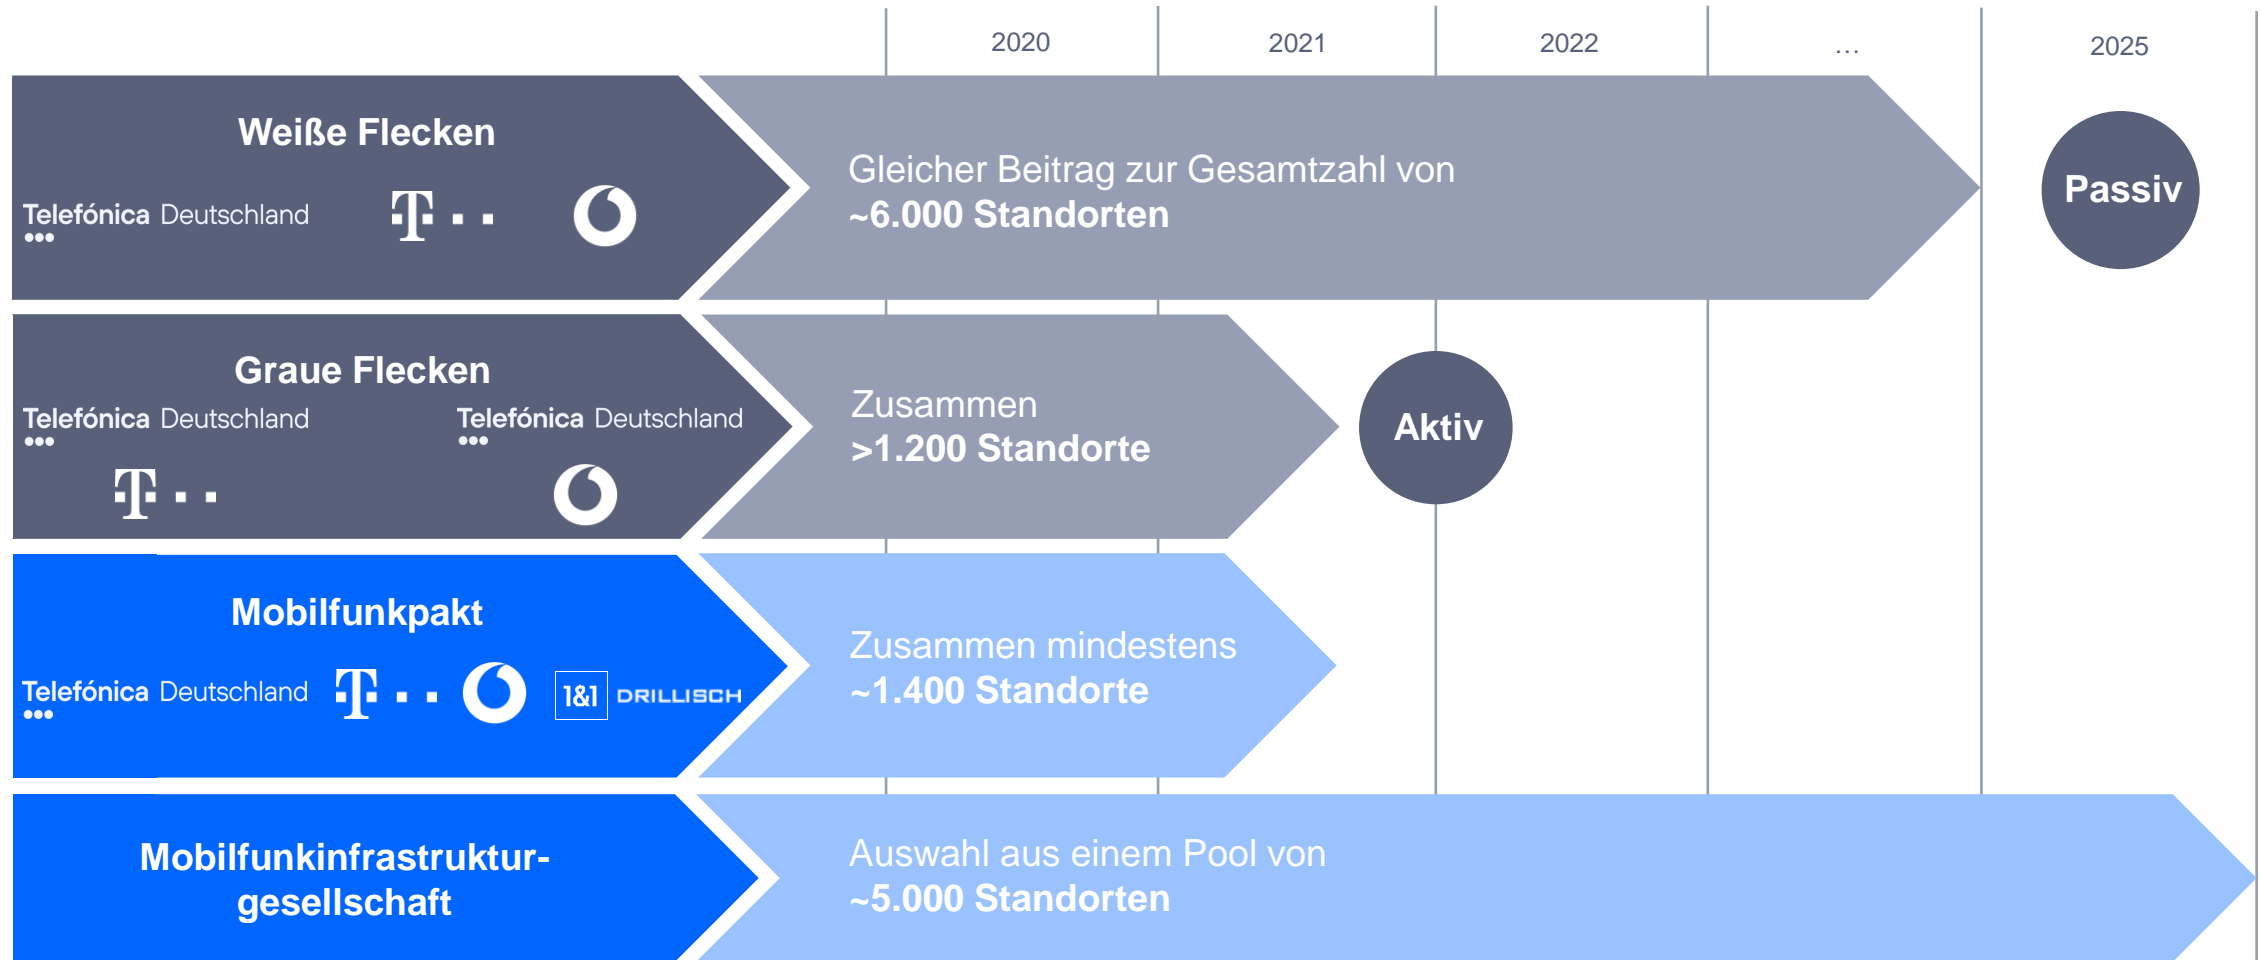 2020
2021
2022
...
2025
Weiße Flecken
Telefónica Deutschland
T
Gleicher Beitrag zur Gesamtzahl von
~6.000 Standorten
Passiv
Graue Flecken
Telefónica Deutschland
Telefónica Deutschland
T
Zusammen
>1.200 Standorte
Aktiv
Mobilfunkpakt
Telefónica Deutschland
T
1&1 DRILLISCH
Zusammen mindestens
~1.400 Standorte
Mobilfunkinfrastruktur-
gesellschaft
Auswahl aus einem Pool von
~5.000 Standorten